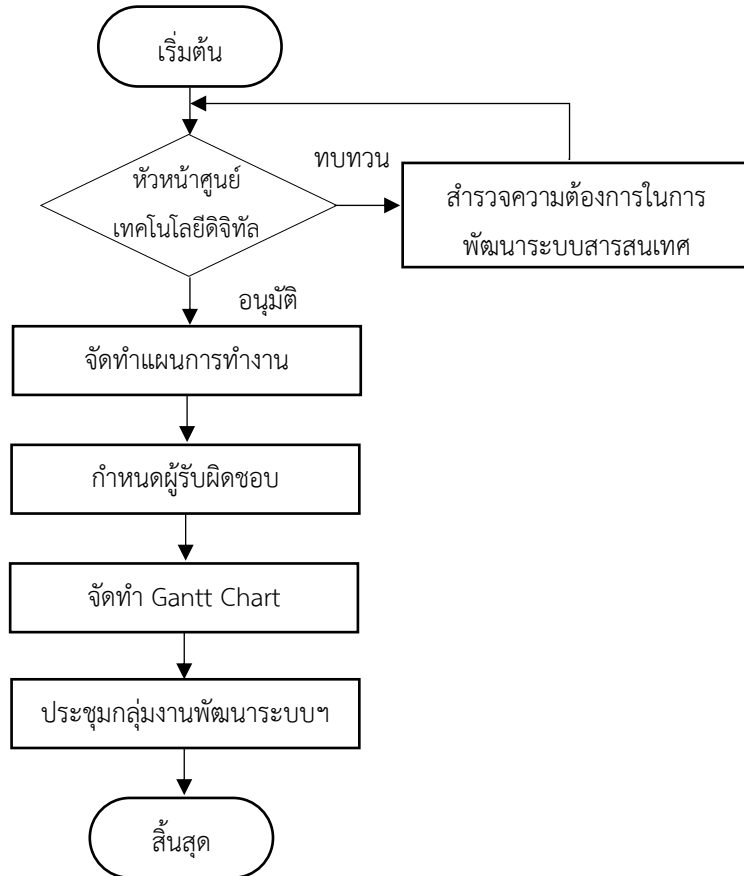 เริ่มต้น
หัวหน้าศูนย์
เทคโนโลยีดิจิทัล
ทบทวน
สำรวจความต้องการในการ
พัฒนาระบบสารสนเทศ
อนุมัติ
จัดทำแผนการทำงาน
กำหนดผู้รับผิดชอบ
จัดทำ Gantt Chart
ประชุมกลุ่มงานพัฒนาระบบฯ
สิ้นสุด